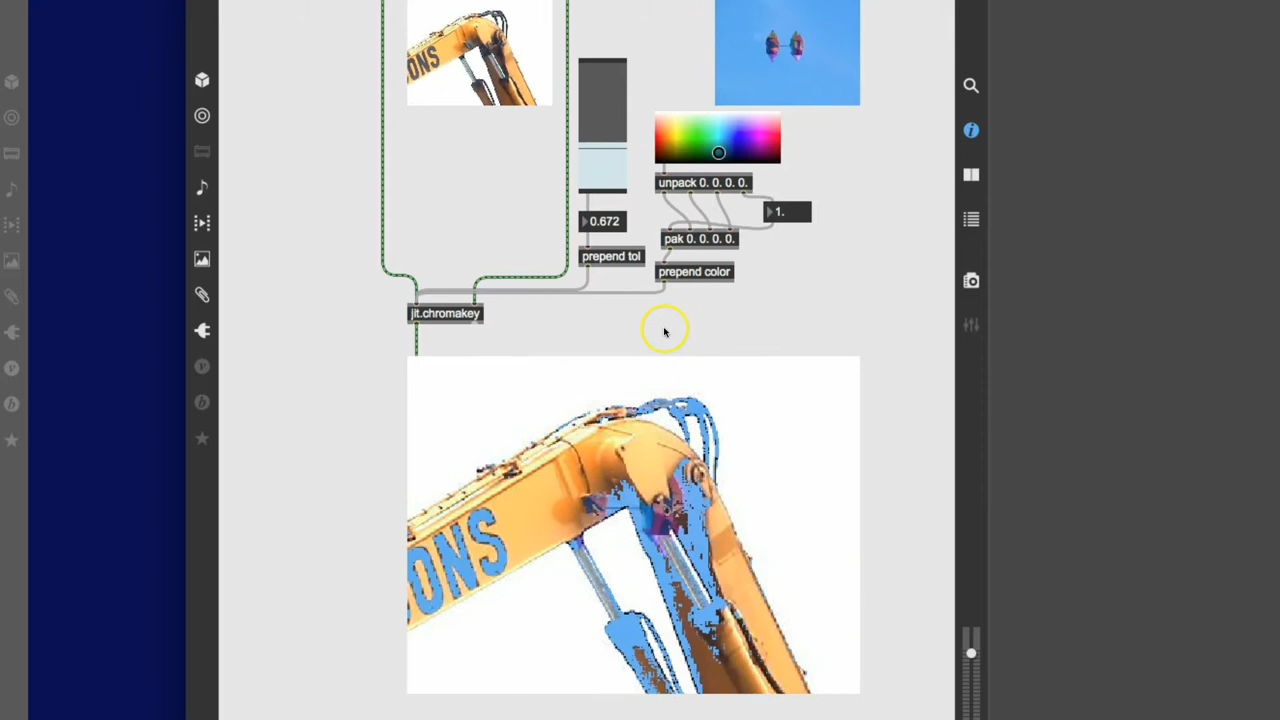 ONS
unpack 0. 0. 0. 0.
1.
0.672
pak 0. 0. 0. 0.
prepend tol
prepend color
jit.chromakey
ONS